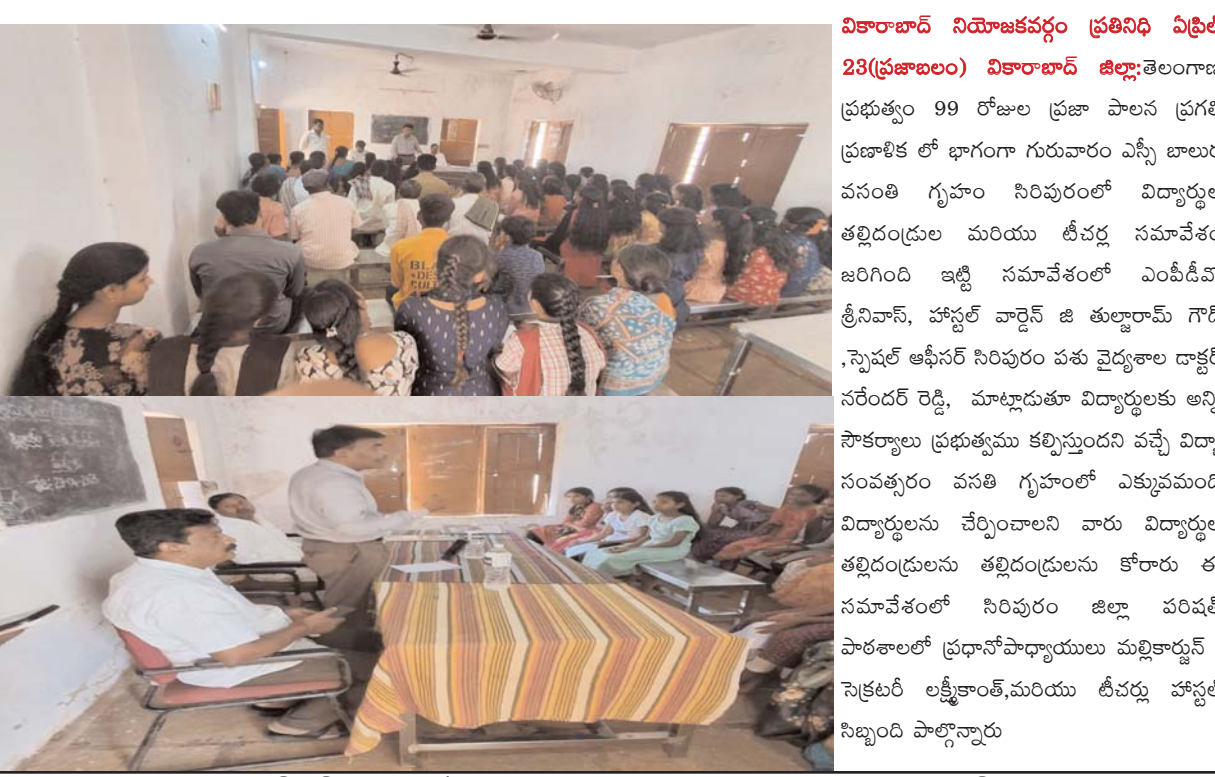 వికారాబాద్ నియోజకవర్గం ప్రతినిధి ఏప్రిల్
23(ప్రజాబలం) వికారాబాద్ జిల్లా:తెలంగాణ
ప్రభుత్వం 99 రోజుల ప్రజా పాలన ప్రగతి
ప్రణాళిక లో భాగంగా గురువారం ఎస్సీ బాలుర
వసంతి గృహం సిరిపురంలో విద్యార్థుల
తల్లిదండ్రుల మరియు టీచర్ల సమావేశం
జరిగింది ఇట్టి సమావేశంలో ఎంపీడీవో
శ్రీనివాస్, హాస్టల్ వార్డెన్ జి తుల్జారామ్ గౌడ్
,స్పెషల్ ఆఫీసర్ సిరిపురం పశు వైద్యశాల డాక్టర్
నరేందర్ రెడ్డి, మాట్లాడుతూ విద్యార్థులకు అన్ని
సౌకర్యాలు ప్రభుత్వము కల్పిస్తుందని వచ్చే విద్యా
సంవత్సరం వసతి గృహంలో ఎక్కువమంది
విద్యార్థులను చేర్పించాలని వారు విద్యార్థుల
తల్లిదండ్రులను తల్లిదండ్రులను కోరారు ఈ
సమావేశంలో సిరిపురం జిల్లా పరిషత్
పాఠశాలలో ప్రధానోపాధ్యాయులు మల్లికార్జున్
సెక్రటరీ లక్ష్మీకాంత్,మరియు టీచర్లు హాస్టల్
సిబ్బంది పాల్గొన్నారు